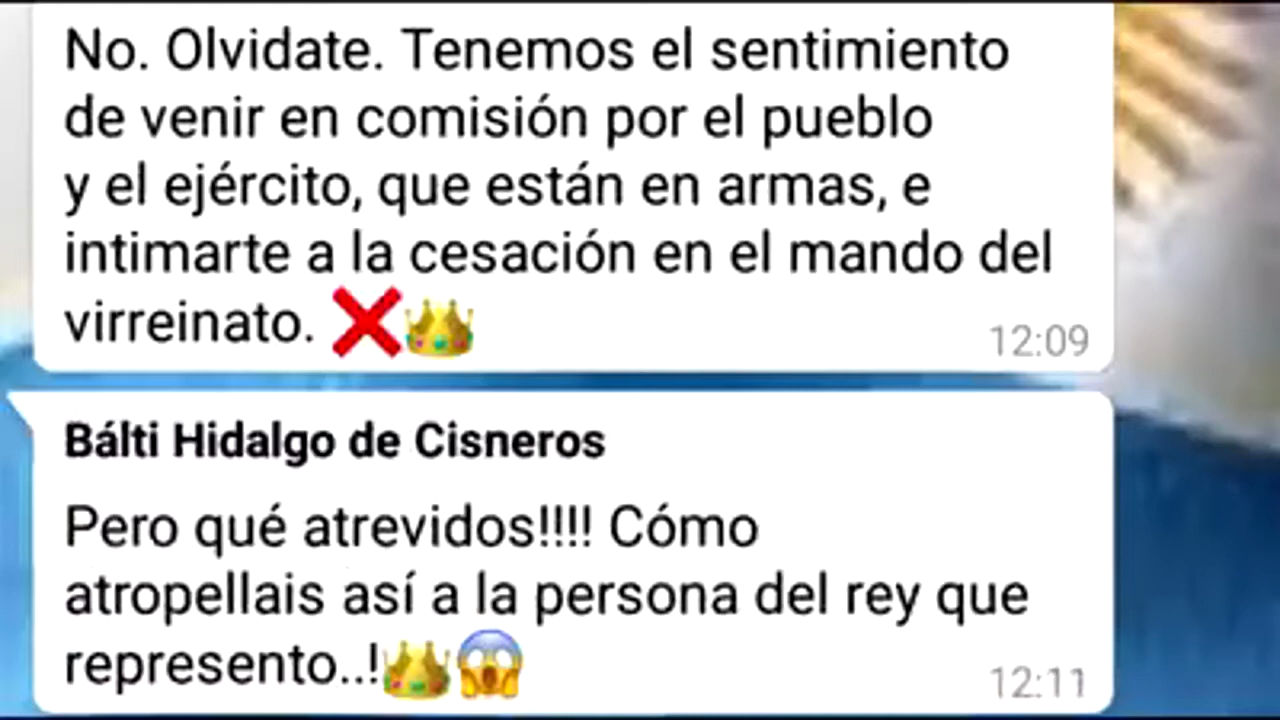 No. Olvidate. Tenemos el sentimiento
de venir en comisión por el pueblo
y el ejército, que están en armas, e
intimarte a la cesación en el mando del
virreinato. ❌👑
12:09
Bálti Hidalgo de Cisneros
Pero qué atrevidos!!!! Cómo
atropellais así a la persona del rey que
represento..!👑😱
12:11